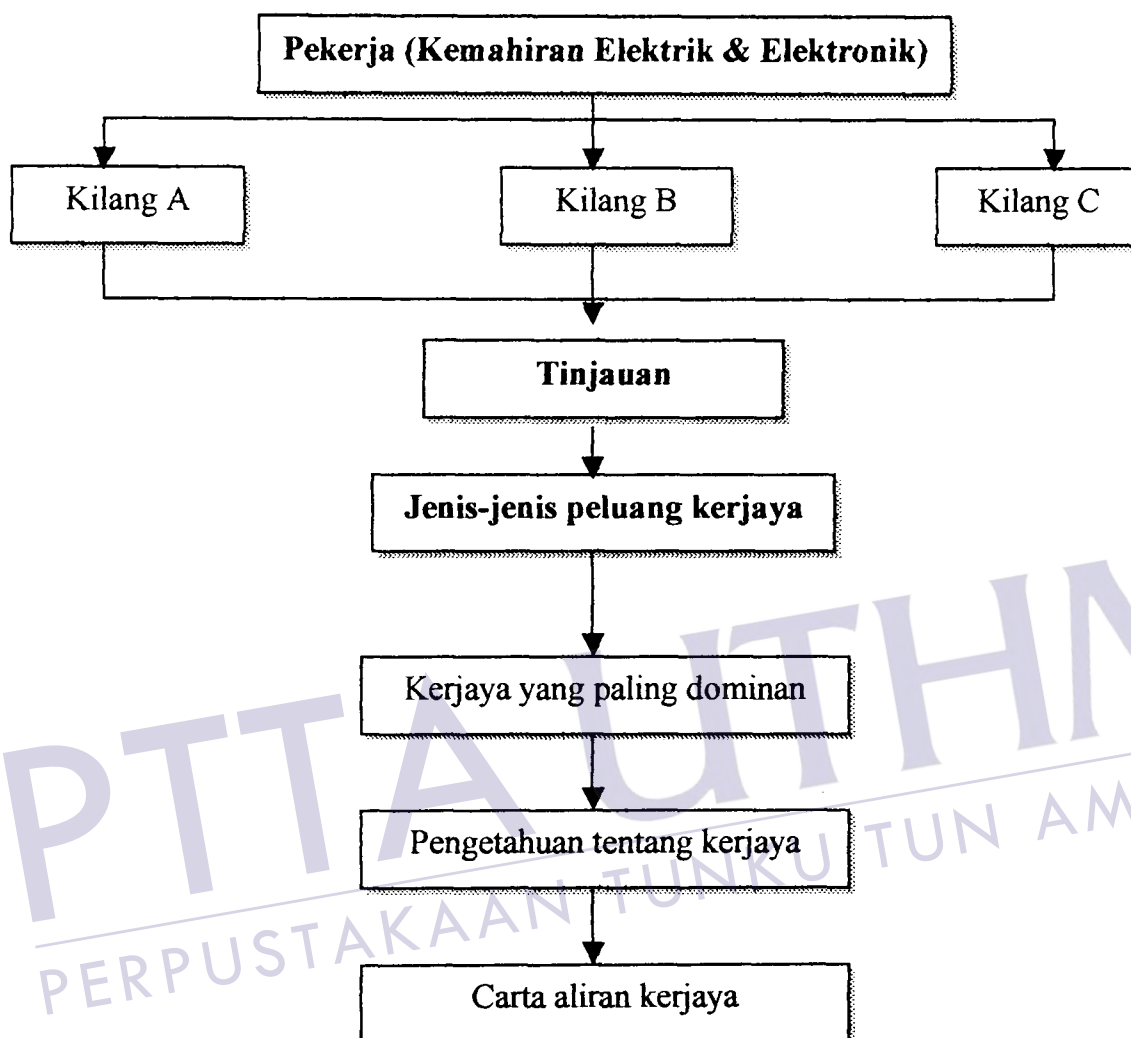 Pekerja (Kemahiran Elektrik & Elektronik)
Kilang A
Kilang B
Kilang C
Tinjauan
Jenis-jenis peluang kerjaya
Kerjaya yang paling dominan
Pengetahuan tentang kerjaya
Carta aliran kerjaya
PTTA UTHM
PERPUSTAKAAN TUNKU TUN AM